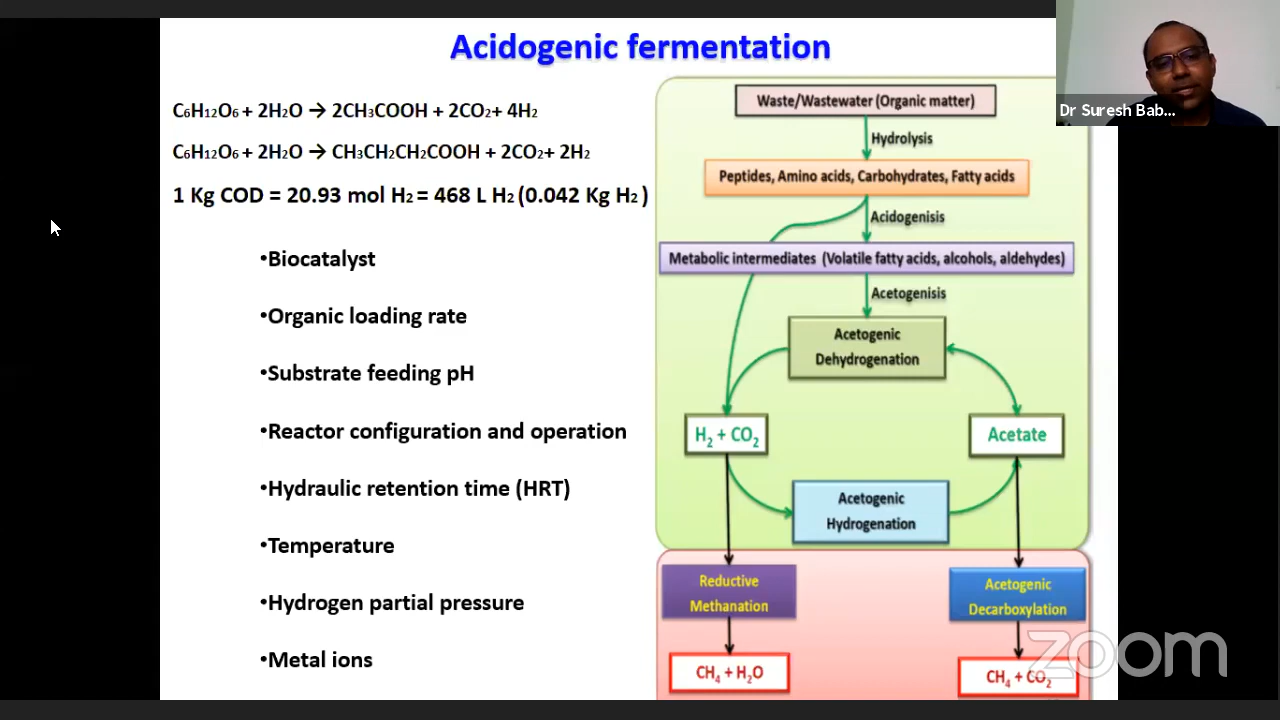 Acidogenic fermentation
C6H12O6 + 2H2O → 2CH3COOH + 2CO2+ 4H2
C6H12O6 + 2H2O → CH3CH2CH2COOH + 2CO2+ 2H2
1 Kg COD = 20.93 mol H2 = 468 L H2 (0.042 Kg H2 )
•Biocatalyst
•Organic loading rate
•Substrate feeding pH
•Reactor configuration and operation
•Hydraulic retention time (HRT)
•Temperature
•Hydrogen partial pressure
•Metal ions
Waste/Wastewater (Organic matter)
Hydrolysis
Peptides, Amino acids, Carbohydrates, Fatty acids
Acidogenisis
Metabolic intermediates (Volatile fatty acids, alcohols, aldehydes)
Acetogenisis
Acetogenic
Dehydrogenation
H2 + CO2
Acetate
Acetogenic
Hydrogenation
Reductive
Methanation
Acetogenic
Decarboxylation
CH4 + H2O
CH4 + CO2
Dr Suresh Bab...
zoom